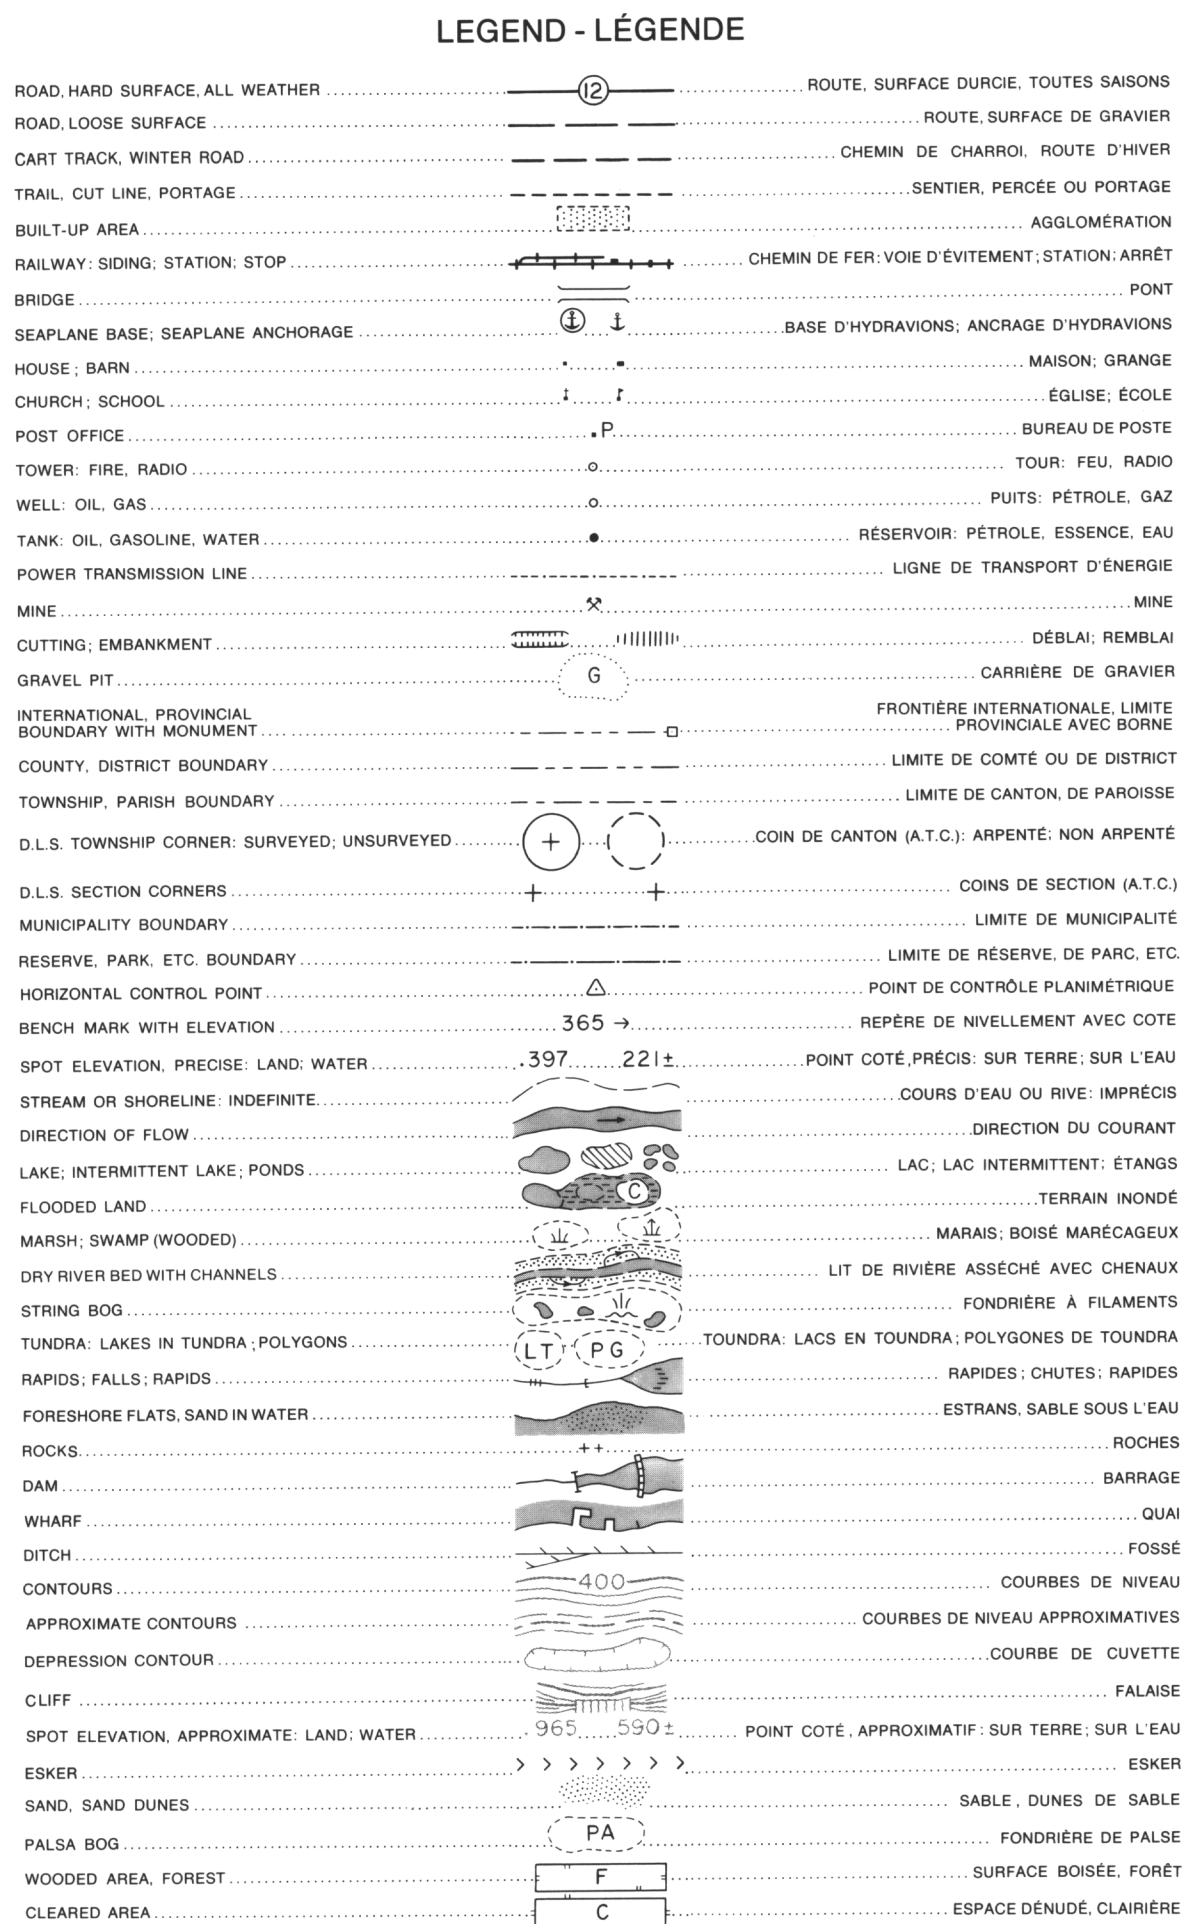 LEGEND - LÉGENDE
ROAD, HARD SURFACE, ALL WEATHER 12 ROUTE, SURFACE DURCIE, TOUTES SAISONS
ROAD, LOOSE SURFACE ROUTE, SURFACE DE GRAVIER
CART TRACK, WINTER ROAD CHEMIN DE CHARROI, ROUTE D'HIVER
TRAIL, CUT LINE, PORTAGE SENTIER, PERCÉE OU PORTAGE
BUILT-UP AREA AGGLOMÉRATION
RAILWAY: SIDING; STATION; STOP CHEMIN DE FER: VOIE D'ÉVITEMENT; STATION; ARRÊT
BRIDGE PONT
SEAPLANE BASE; SEAPLANE ANCHORAGE BASE D'HYDRAVIONS; ANCRAGE D'HYDRAVIONS
HOUSE; BARN MAISON; GRANGE
CHURCH; SCHOOL ÉGLISE; ÉCOLE
POST OFFICE P BUREAU DE POSTE
TOWER: FIRE, RADIO TOUR: FEU, RADIO
WELL: OIL, GAS PUITS: PÉTROLE, GAZ
TANK: OIL, GASOLINE, WATER RÉSERVOIR: PÉTROLE, ESSENCE, EAU
POWER TRANSMISSION LINE LIGNE DE TRANSPORT D'ÉNERGIE
MINE MINE
CUTTING; EMBANKMENT DÉBLAI; REMBLAI
GRAVEL PIT G CARRIÈRE DE GRAVIER
INTERNATIONAL, PROVINCIAL FRONTIÈRE INTERNATIONALE, LIMITE
BOUNDARY WITH MONUMENT PROVINCIALE AVEC BORNE
COUNTY, DISTRICT BOUNDARY LIMITE DE COMTÉ OU DE DISTRICT
TOWNSHIP, PARISH BOUNDARY LIMITE DE CANTON, DE PAROISSE
D.L.S. TOWNSHIP CORNER: SURVEYED; UNSURVEYED COIN DE CANTON (A.T.C.): ARPENTÉ; NON ARPENTÉ
D.L.S. SECTION CORNERS COINS DE SECTION (A.T.C.)
MUNICIPALITY BOUNDARY LIMITE DE MUNICIPALITÉ
RESERVE, PARK, ETC. BOUNDARY LIMITE DE RÉSERVE, DE PARC, ETC.
HORIZONTAL CONTROL POINT POINT DE CONTRÔLE PLANIMÉTRIQUE
BENCH MARK WITH ELEVATION 365 → REPÈRE DE NIVELLEMENT AVEC COTE
SPOT ELEVATION, PRECISE: LAND; WATER .397 221± POINT COTÉ, PRÉCIS: SUR TERRE; SUR L'EAU
STREAM OR SHORELINE: INDEFINITE COURS D'EAU OU RIVE: IMPRÉCIS
DIRECTION OF FLOW DIRECTION DU COURANT
LAKE; INTERMITTENT LAKE; PONDS LAC; LAC INTERMITTENT; ÉTANGS
FLOODED LAND C TERRAIN INONDÉ
MARSH; SWAMP (WOODED) MARAIS; BOISÉ MARÉCAGEUX
DRY RIVER BED WITH CHANNELS LIT DE RIVIÈRE ASSÉCHÉ AVEC CHENAUX
STRING BOG FONDRIÈRE À FILAMENTS
TUNDRA: LAKES IN TUNDRA; POLYGONS LT PG TOUNDRA: LACS EN TOUNDRA; POLYGONES DE TOUNDRA
RAPIDS; FALLS; RAPIDS RAPIDES; CHUTES; RAPIDES
FORESHORE FLATS, SAND IN WATER ESTRANS, SABLE SOUS L'EAU
ROCKS ROCHES
DAM BARRAGE
WHARF QUAI
DITCH FOSSÉ
CONTOURS 400 COURBES DE NIVEAU
APPROXIMATE CONTOURS COURBES DE NIVEAU APPROXIMATIVES
DEPRESSION CONTOUR COURBE DE CUVETTE
CLIFF FALAISE
SPOT ELEVATION, APPROXIMATE: LAND; WATER .965 590± POINT COTÉ, APPROXIMATIF: SUR TERRE; SUR L'EAU
ESKER ESKER
SAND, SAND DUNES SABLE, DUNES DE SABLE
PALSA BOG PA FONDRIÈRE DE PALSE
WOODED AREA, FOREST F SURFACE BOISÉE, FORÊT
CLEARED AREA C ESPACE DÉNUDÉ, CLAIRIÈRE